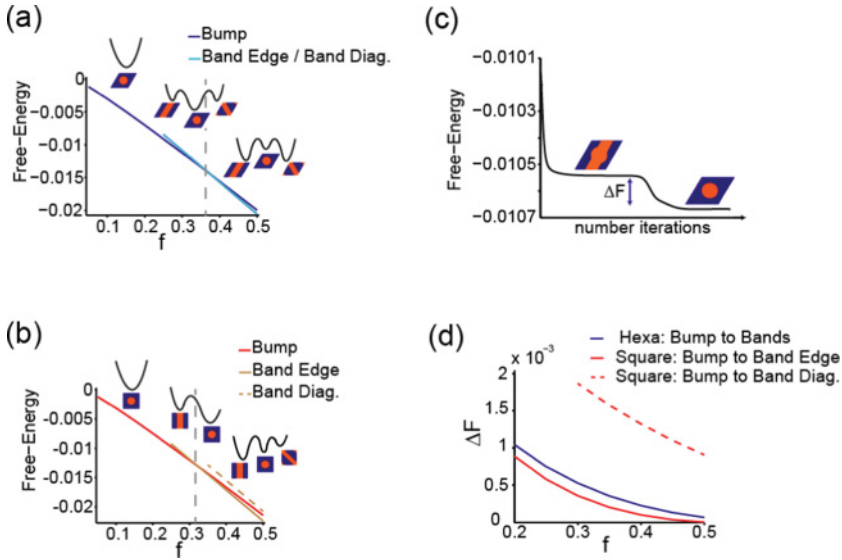 (a)
Bump
Band Edge / Band Diag.
Free−Energy
0
−0.005
−0.01
−0.015
−0.02
0.1 0.2 0.3 0.4 0.5
f
(c)
Free−Energy
−0.0101
−0.0103
−0.0105
−0.0107
ΔF
number iterations
(b)
Bump
Band Edge
Band Diag.
Free−Energy
0
−0.005
−0.01
−0.015
−0.02
0.1 0.2 0.3 0.4 0.5
f
(d)
Hexa: Bump to Bands
Square: Bump to Band Edge
Square: Bump to Band Diag.
x 10⁻³
ΔF
2
1.5
1
0.5
0
0.2 0.3 0.4 0.5
f